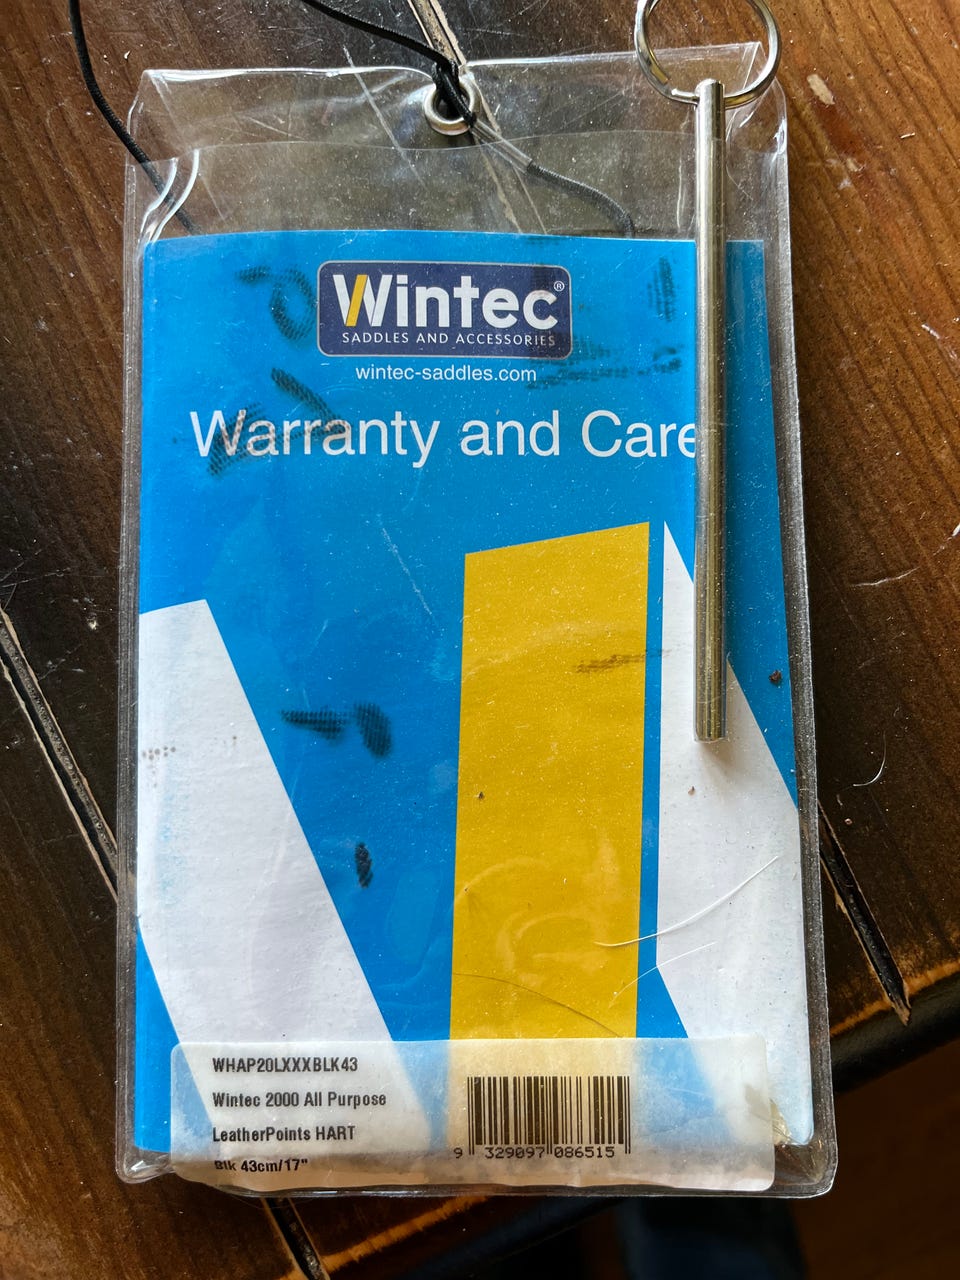 Wintec®
SADDLES AND ACCESSORIES
wintec-saddles.com
Warranty and Care
WHAP20LXXXBLK43
Wintec 2000 All Purpose
LeatherPoints HART
Blk 43cm/17"
9 329097 086515